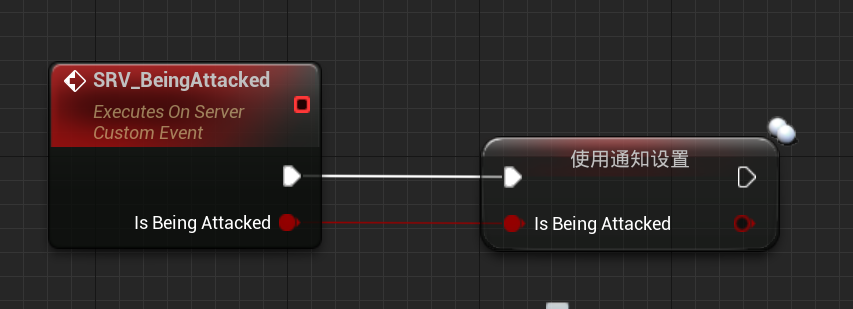 SRV_BeingAttacked
Executes On Server
Custom Event
使用通知设置
Is Being Attacked
Is Being Attacked